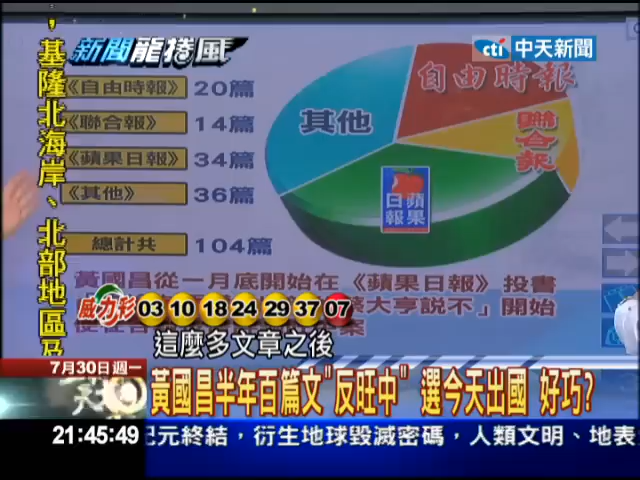 ,基隆北海岸、北部地區及
新聞龍捲風
cti 中天新聞
《自由時報》 20篇
《聯合報》 14篇
《蘋果日報》 34篇
《其他》 36篇
總計共 104篇
其他
自由時報
聯合報
蘋果日報
黃國昌從一月底開始在《蘋果日報》投書
大亨說不」開始
案
威力彩 03 10 18 24 29 37 07
這麼多文章之後
7月30日週一
黃國昌半年百篇文"反旺中" 選今天出國 好巧?
21:45:49
紀元終結,衍生地球毀滅密碼,人類文明、地表